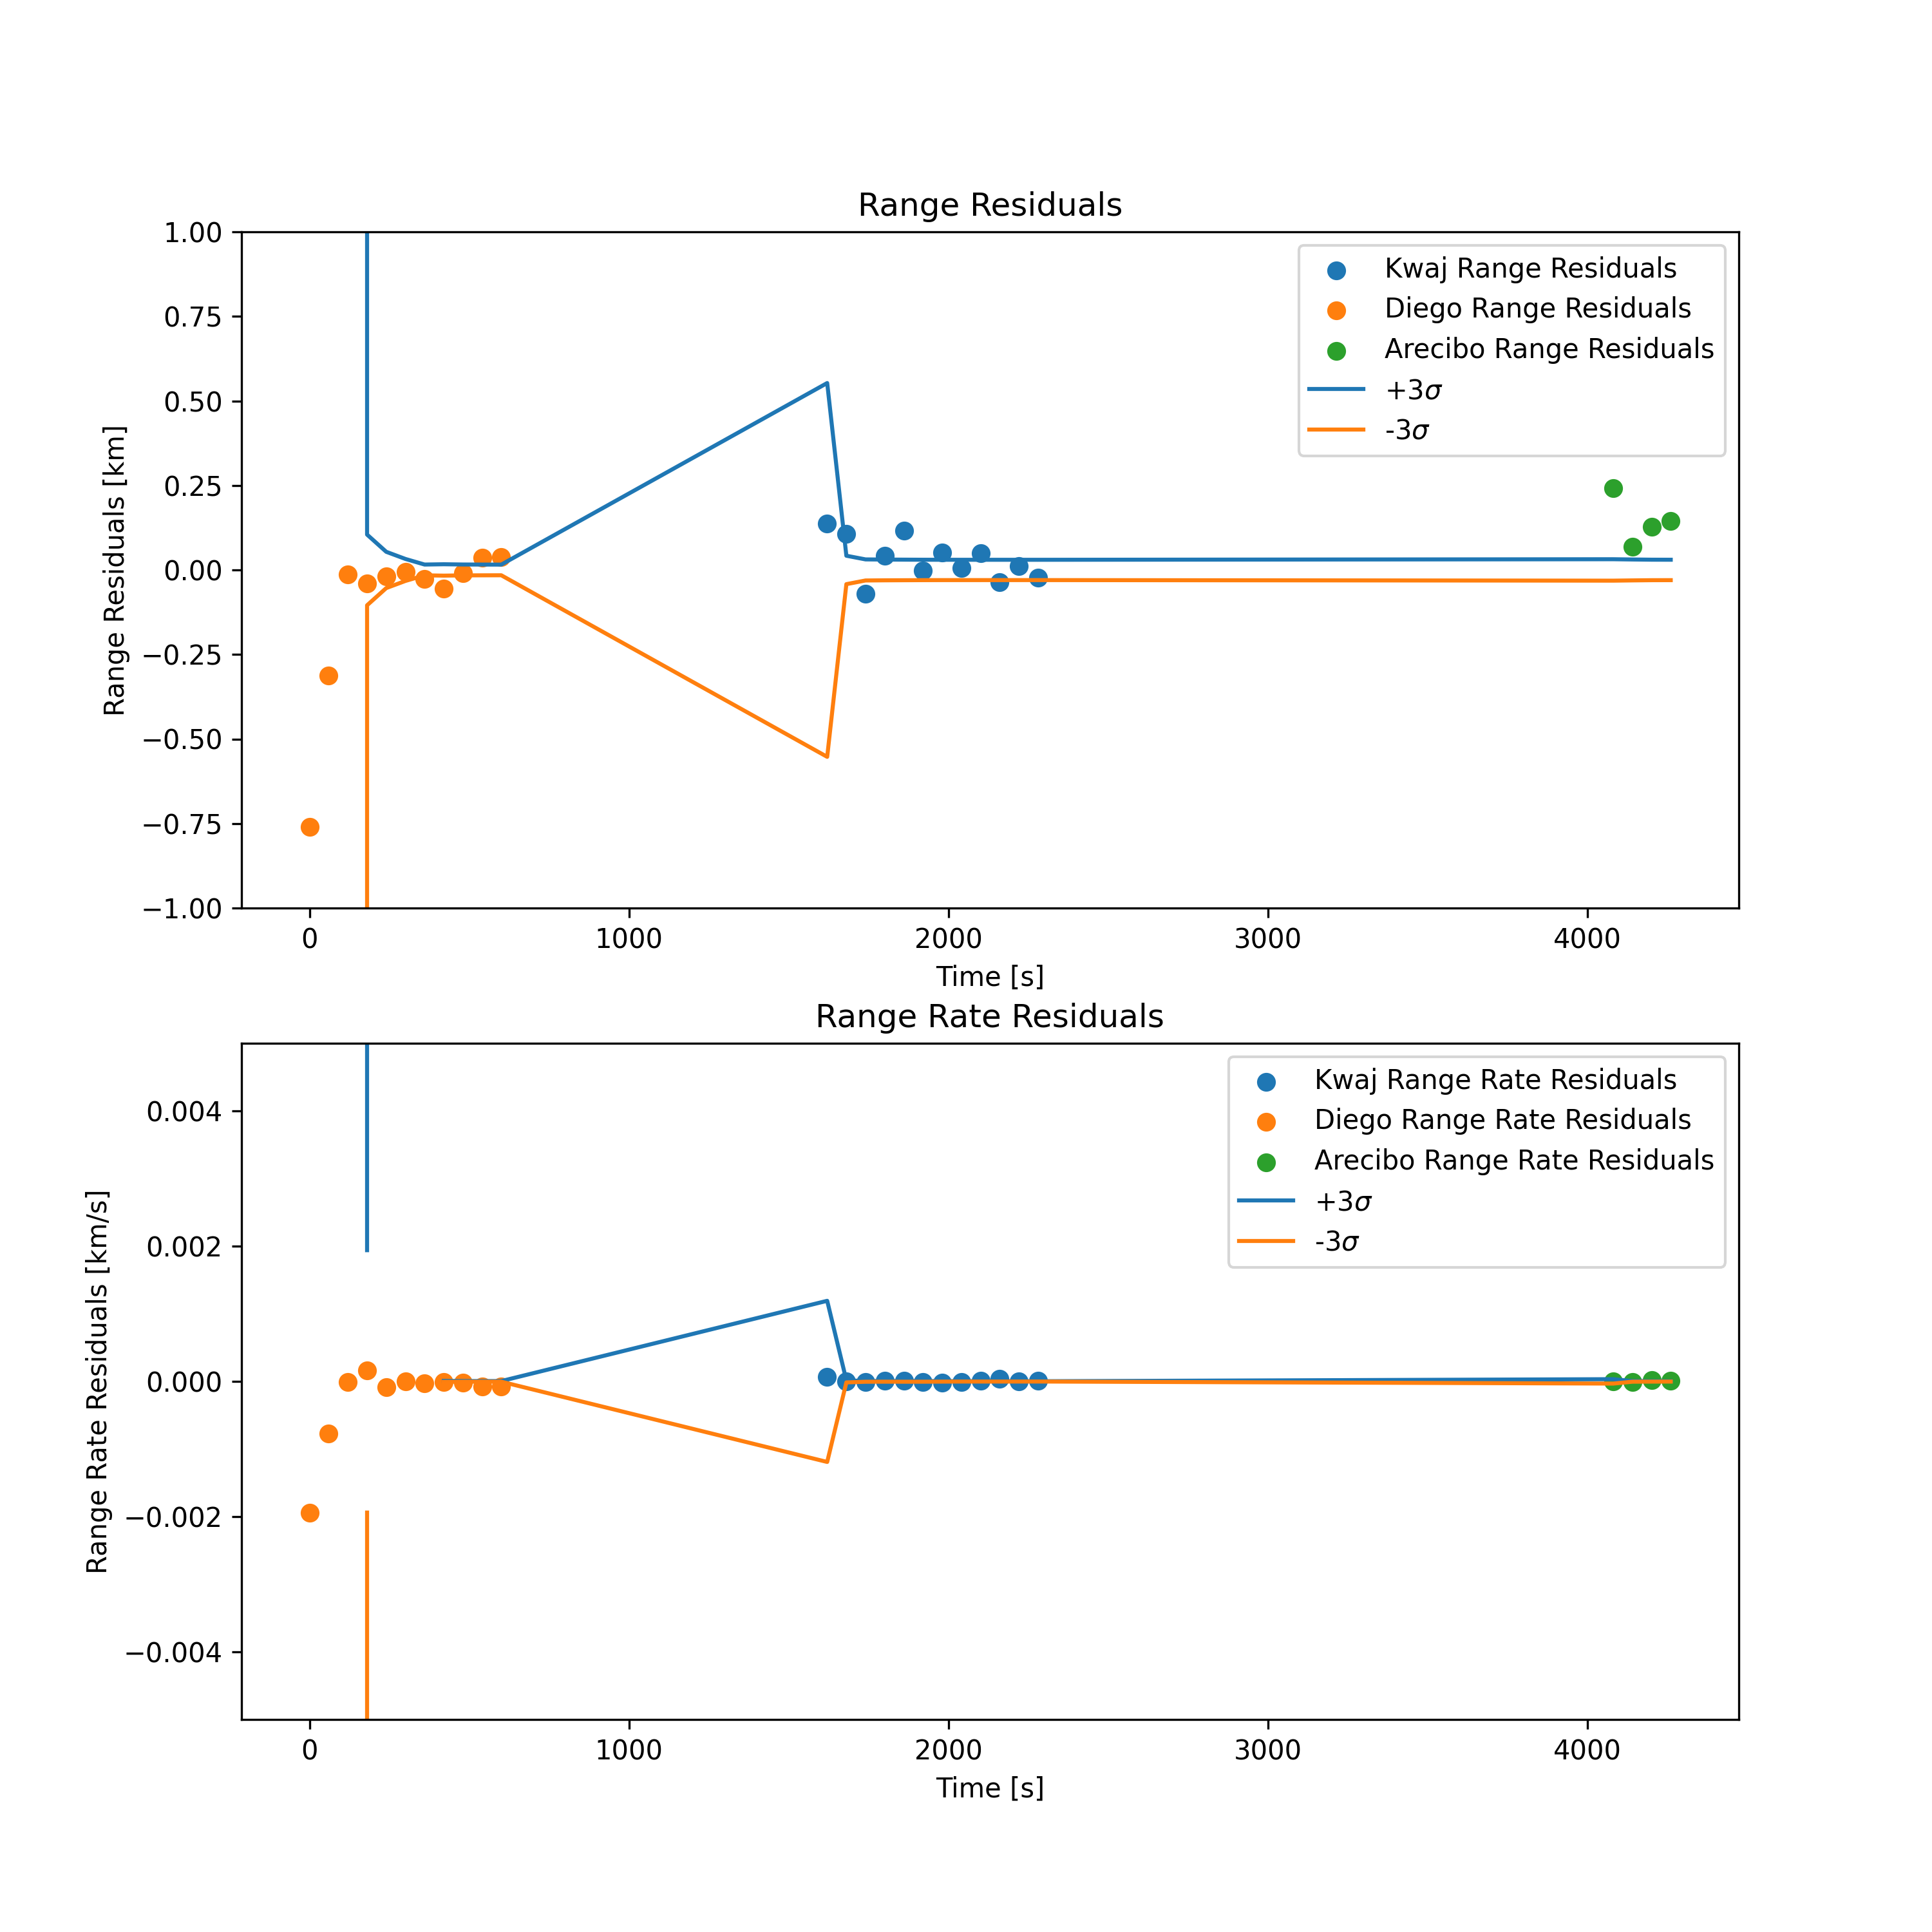 Range Residuals
1.00
0.75
0.50
0.25
0.00
−0.25
−0.50
−0.75
−1.00
Range Residuals [km]
Kwaj Range Residuals
Diego Range Residuals
Arecibo Range Residuals
+3σ
-3σ
0 1000 2000 3000 4000
Time [s]
Range Rate Residuals
0.004
0.002
0.000
−0.002
−0.004
Range Rate Residuals [km/s]
Kwaj Range Rate Residuals
Diego Range Rate Residuals
Arecibo Range Rate Residuals
+3σ
-3σ
0 1000 2000 3000 4000
Time [s]